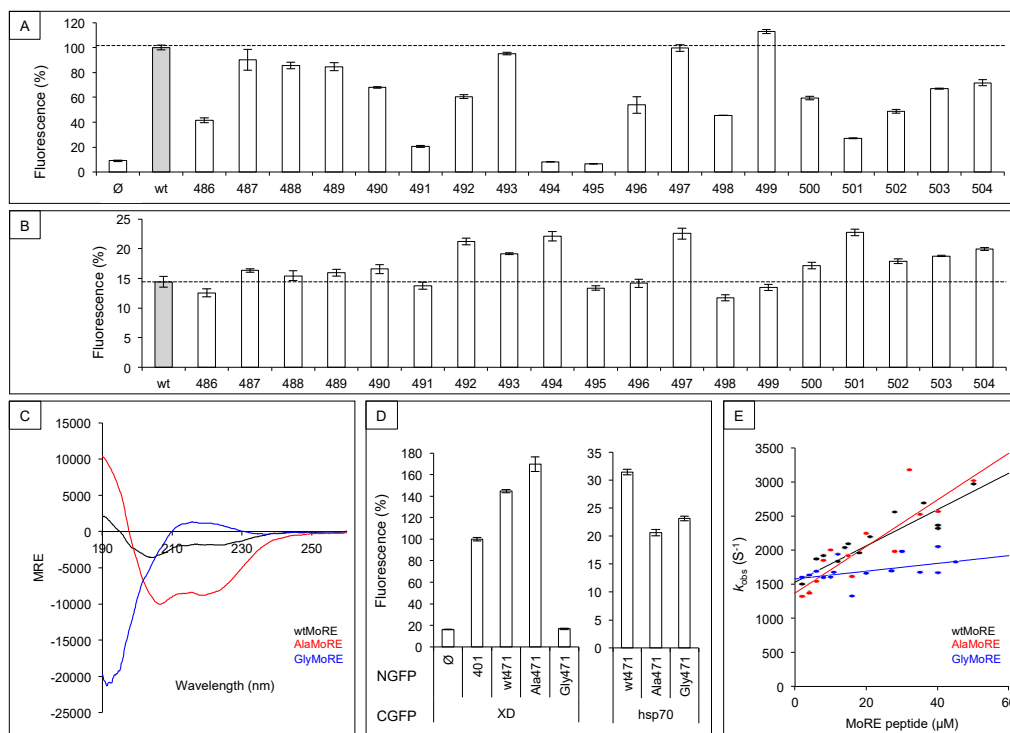 A
Fluorescence (%)
120
100
80
60
40
20
0
Ø wt 486 487 488 489 490 491 492 493 494 495 496 497 498 499 500 501 502 503 504
B
Fluorescence (%)
25
20
15
10
5
0
wt 486 487 488 489 490 491 492 493 494 495 496 497 498 499 500 501 502 503 504
C
MRE
15000
10000
5000
0
-5000
-10000
-15000
-20000
-25000
190 210 230 250
wtMoRE
AlaMoRE
GlyMoRE
Wavelength (nm)
D
Fluorescence (%)
180
160
140
120
100
80
60
40
20
0
35
30
25
20
15
10
5
0
NGFP Ø 401 wt471 Ala471 Gly471 wt471 Ala471 Gly471
CGFP XD hsp70
E
kobs (S-1)
3500
3000
2500
2000
1500
1000
500
0
0 20 40 60
wtMoRE
AlaMoRE
GlyMoRE
MoRE peptide (µM)